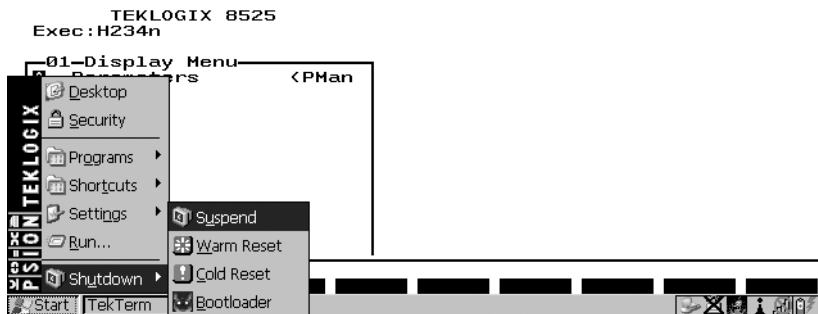 TEKLOGIX 8525
Exec:H234n
01-Display Menu
Parameters <PMan
Desktop
Security
Programs
Shortcuts
Settings
Run...
Shutdown
Suspend
Warm Reset
Cold Reset
Bootloader
PSION TEKLOGIX
Start TekTerm